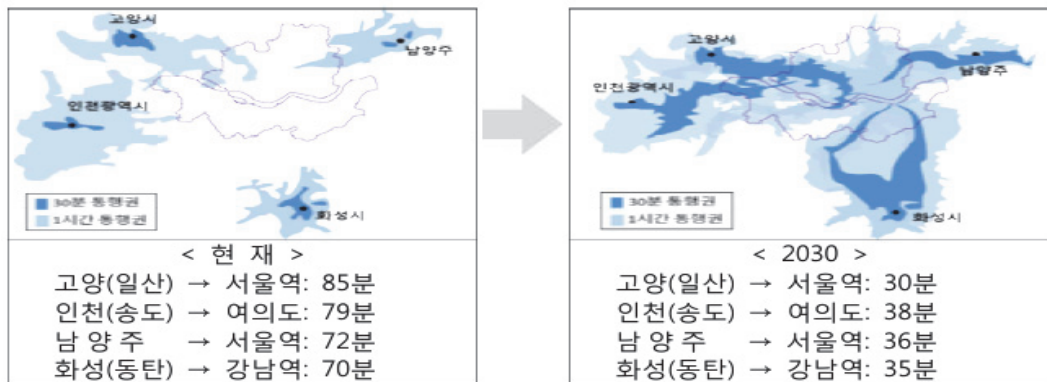 고양시
남양주
인천광역시
화성시
30분 통행권
1시간 통행권
< 현 재 >
고양(일산) → 서울역: 85분
인천(송도) → 여의도: 79분
남 양 주 → 서울역: 72분
화성(동탄) → 강남역: 70분
고양시
남양주
인천광역시
화성시
30분 통행권
1시간 통행권
< 2030 >
고양(일산) → 서울역: 30분
인천(송도) → 여의도: 38분
남 양 주 → 서울역: 36분
화성(동탄) → 강남역: 35분